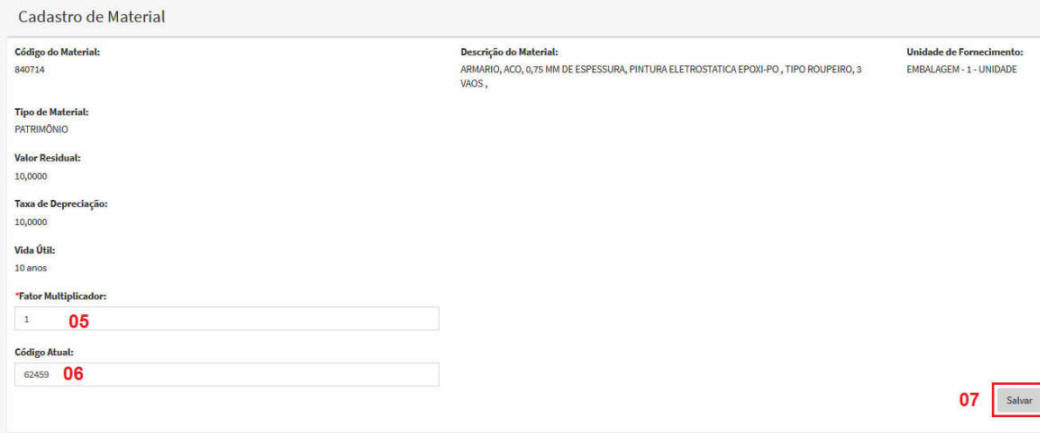 Cadastro de Material
Código do Material:
840714
Descrição do Material:
ARMARIO, ACO, 0,75 MM DE ESPESSURA, PINTURA ELETROSTATICA EPOXI-PO , TIPO ROUPEIRO, 3
VAOS ,
Unidade de Fornecimento:
EMBALAGEM - 1 - UNIDADE
Tipo de Material:
PATRIMÔNIO
Valor Residual:
10,0000
Taxa de Depreciação:
10,0000
Vida Útil:
10 anos
*Fator Multiplicador:
1 05
Código Atual:
62459 06
07 Salvar